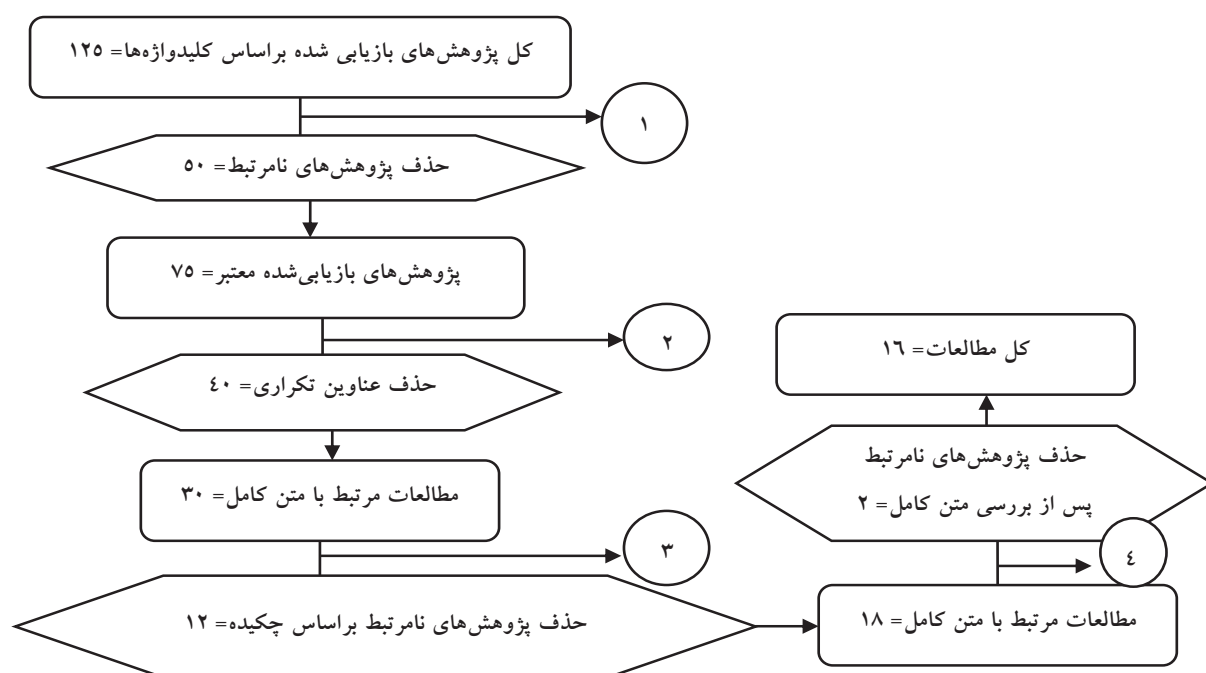 کل پژوهش‌های بازیابی شده براساس کلیدواژه‌ها= ۱۲۵
۱
حذف پژوهش‌های نامرتبط= ۵۰
پژوهش‌های بازیابی‌شده معتبر= ۷۵
۲
حذف عناوین تکراری= ٤۰
مطالعات مرتبط با متن کامل= ۳۰
۳
حذف پژوهش‌های نامرتبط براساس چکیده= ۱۲
مطالعات مرتبط با متن کامل= ۱۸
٤
حذف پژوهش‌های نامرتبط
پس از بررسی متن کامل= ۲
کل مطالعات= ۱٦